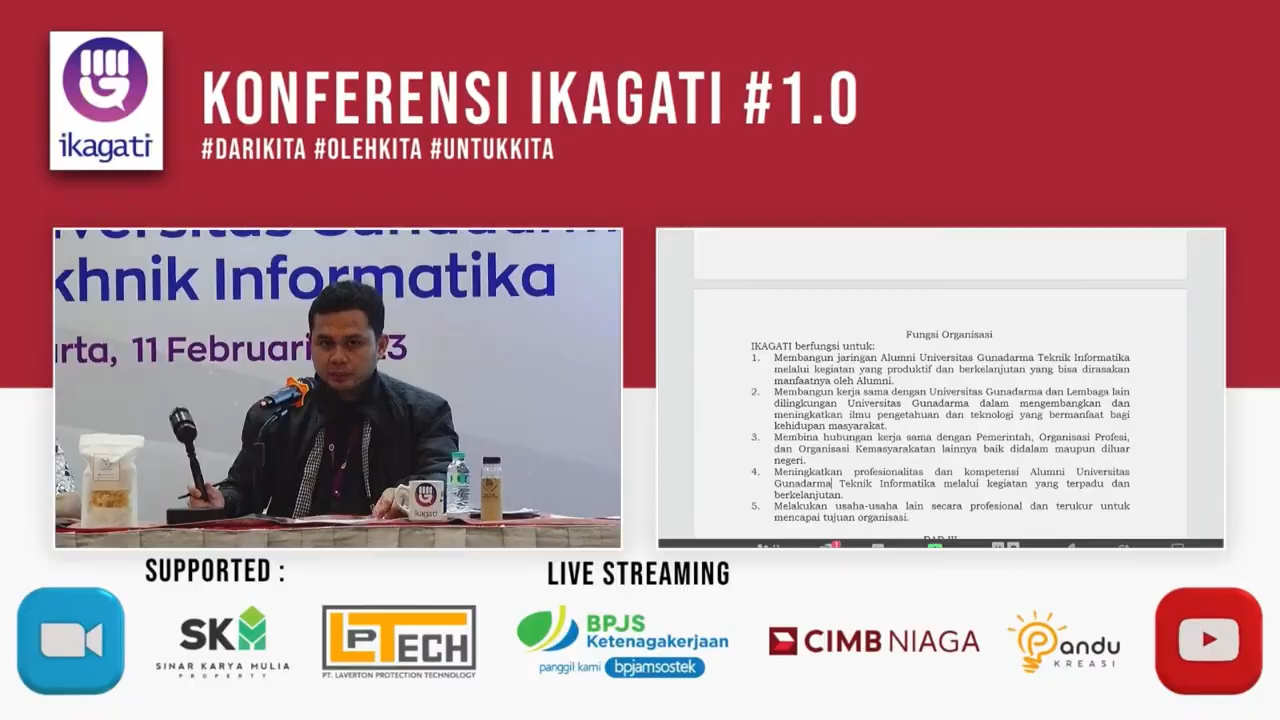 ikagati
KONFERENSI IKAGATI #1.0
#DARIKITA #OLEHKITA #UNTUKKITA
khnik Informatika
rta, 11 Februari
3
ikagati
Fungsi Organisasi
IKAGATI berfungsi untuk:
1. Membangun jaringan Alumni Universitas Gunadarma Teknik Informatika
melalui kegiatan yang produktif dan berkelanjutan yang bisa dirasakan
manfaatnya oleh Alumni.
2. Membangun kerja sama dengan Universitas Gunadarma dan Lembaga lain
dilingkungan Universitas Gunadarma dalam mengembangkan dan
meningkatkan ilmu pengetahuan dan teknologi yang bermanfaat bagi
kehidupan masyarakat.
3. Membina hubungan kerja sama dengan Pemerintah, Organisasi Profesi,
dan Organisasi Kemasyarakatan lainnya baik didalam maupun diluar
negeri.
4. Meningkatkan profesionalitas dan kompetensi Alumni Universitas
Gunadarma Teknik Informatika melalui kegiatan yang terpadu dan
berkelanjutan.
5. Melakukan usaha-usaha lain secara profesional dan terukur untuk
mencapai tujuan organisasi.
SUPPORTED :
LIVE STREAMING
SKM
SINAR KARYA MULIA
PROPERTY
LPTECH
PT. LAVERTON PROTECTION TECHNOLOGY
BPJS
Ketenagakerjaan
panggil kami bpjamsostek
CIMB NIAGA
Pandu
KREASI